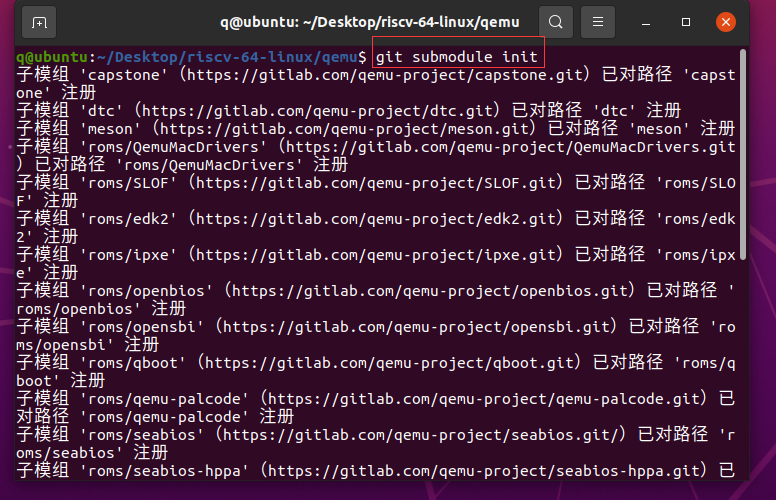 q@ubuntu: ~/Desktop/riscv-64-linux/qemu
q@ubuntu:~/Desktop/riscv-64-linux/qemu$ git submodule init
子模组 'capstone'（https://gitlab.com/qemu-project/capstone.git）已对路径 'capst
one' 注册
子模组 'dtc'（https://gitlab.com/qemu-project/dtc.git）已对路径 'dtc' 注册
子模组 'meson'（https://gitlab.com/qemu-project/meson.git）已对路径 'meson' 注册
子模组 'roms/QemuMacDrivers'（https://gitlab.com/qemu-project/QemuMacDrivers.git
）已对路径 'roms/QemuMacDrivers' 注册
子模组 'roms/SLOF'（https://gitlab.com/qemu-project/SLOF.git）已对路径 'roms/SLO
F' 注册
子模组 'roms/edk2'（https://gitlab.com/qemu-project/edk2.git）已对路径 'roms/edk
2' 注册
子模组 'roms/ipxe'（https://gitlab.com/qemu-project/ipxe.git）已对路径 'roms/ipx
e' 注册
子模组 'roms/openbios'（https://gitlab.com/qemu-project/openbios.git）已对路径 '
roms/openbios' 注册
子模组 'roms/opensbi'（https://gitlab.com/qemu-project/opensbi.git）已对路径 'ro
ms/opensbi' 注册
子模组 'roms/qboot'（https://gitlab.com/qemu-project/qboot.git）已对路径 'roms/q
boot' 注册
子模组 'roms/qemu-palcode'（https://gitlab.com/qemu-project/qemu-palcode.git）已
对路径 'roms/qemu-palcode' 注册
子模组 'roms/seabios'（https://gitlab.com/qemu-project/seabios.git/）已对路径 'r
oms/seabios' 注册
子模组 'roms/seabios-hppa'（https://gitlab.com/qemu-project/seabios-hppa.git）已